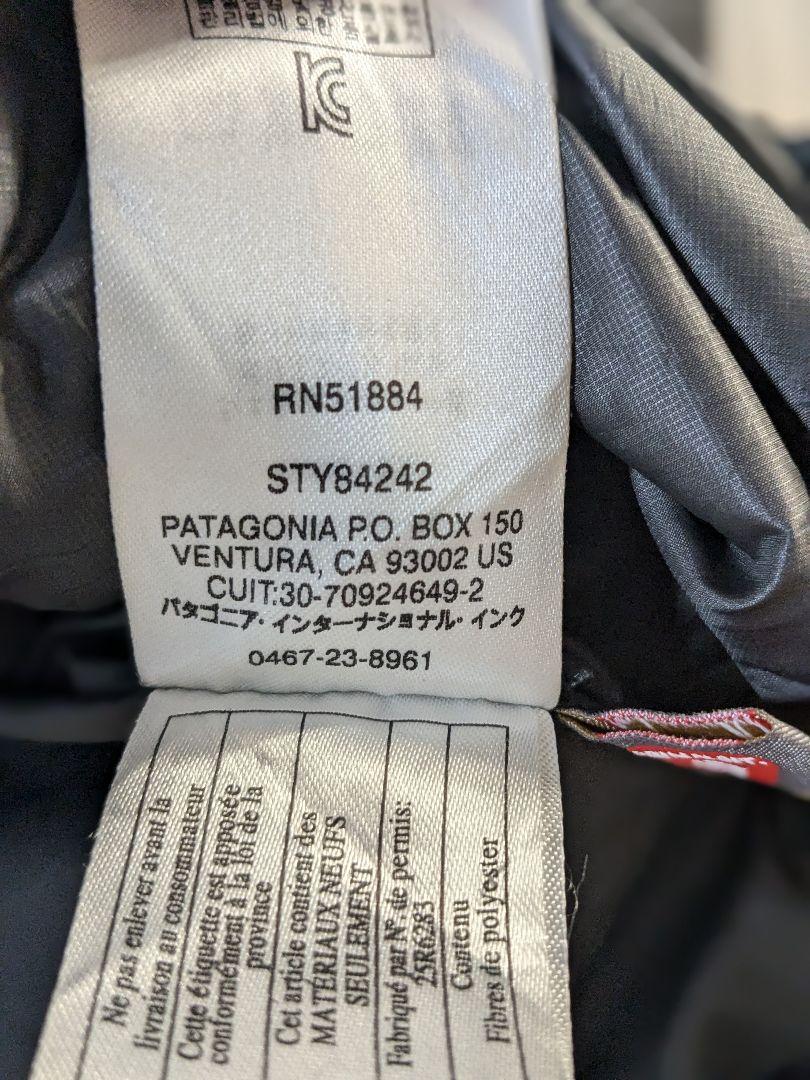 RN51884
STY84242
PATAGONIA P.O. BOX 150
VENTURA, CA 93002 US
CUIT:30-70924649-2
パタゴニア・インターナショナル・インク
0467-23-8961
Ne pas enlever avant la
livraison au consommateur
Cette étiquette est apposée
conformément à la loi de la
province
Cet article contient des
MATERIAUX NEUFS
SEULEMENT
Fabriqué par N°. de permis:
25R6283
Contenu
Fibres de polyester